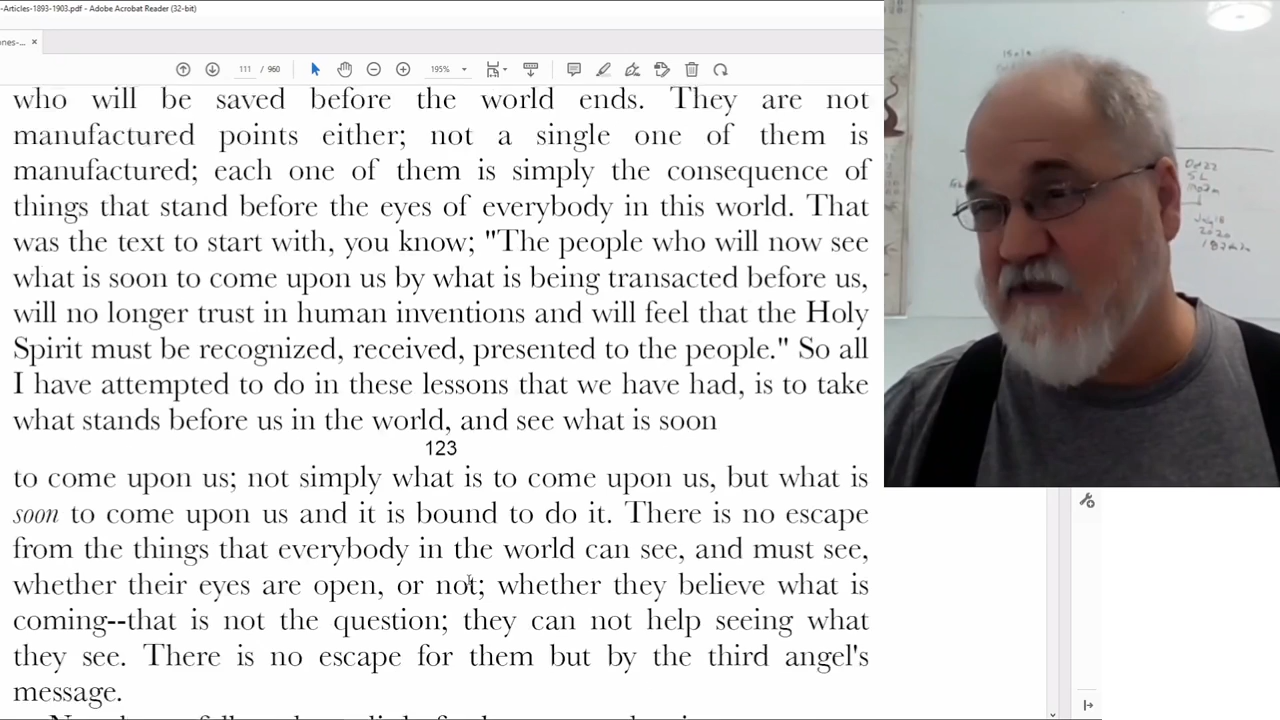 -Articles-1893-1903.pdf - Adobe Acrobat Reader (32-bit)
ones-... ×
111 / 960
195%
who will be saved before the world ends. They are not
manufactured points either; not a single one of them is
manufactured; each one of them is simply the consequence of
things that stand before the eyes of everybody in this world. That
was the text to start with, you know; "The people who will now see
what is soon to come upon us by what is being transacted before us,
will no longer trust in human inventions and will feel that the Holy
Spirit must be recognized, received, presented to the people." So all
I have attempted to do in these lessons that we have had, is to take
what stands before us in the world, and see what is soon
123
to come upon us; not simply what is to come upon us, but what is
soon to come upon us and it is bound to do it. There is no escape
from the things that everybody in the world can see, and must see,
whether their eyes are open, or not; whether they believe what is
coming--that is not the question; they can not help seeing what
they see. There is no escape for them but by the third angel's
message.
Oct 22
SL
July 18
2020